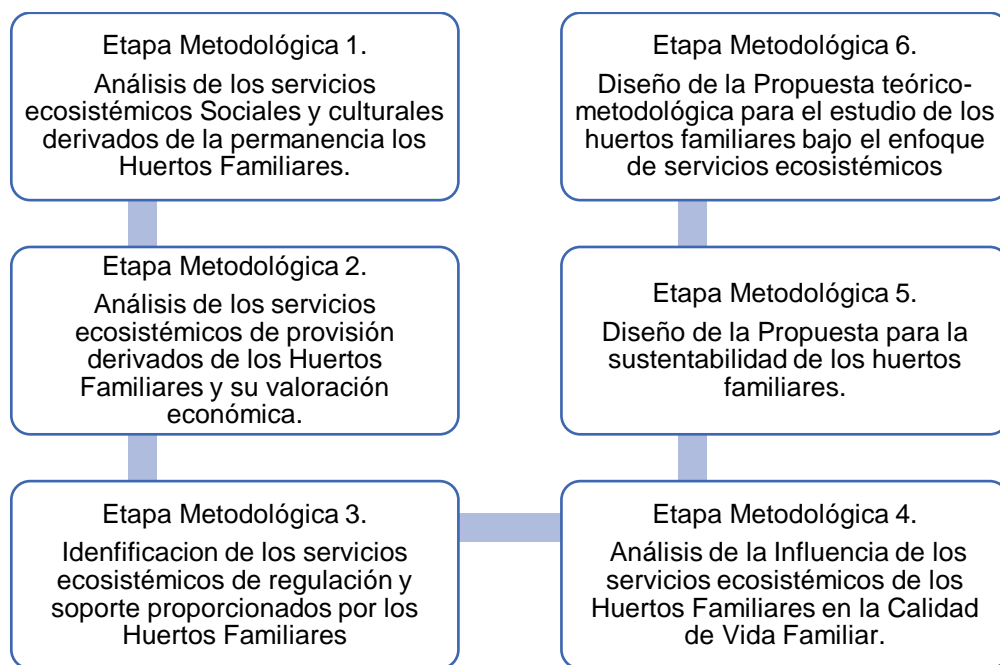 Etapa Metodológica 1.
Análisis de los servicios
ecosistémicos Sociales y culturales
derivados de la permanencia los
Huertos Familiares.
Etapa Metodológica 2.
Análisis de los servicios
ecosistémicos de provisión
derivados de los Huertos
Familiares y su valoración
económica.
Etapa Metodológica 3.
Idenfificacion de los servicios
ecosistémicos de regulación y
soporte proporcionados por los
Huertos Familiares
Etapa Metodológica 4.
Análisis de la Influencia de los
servicios ecosistémicos de los
Huertos Familiares en la Calidad
de Vida Familiar.
Etapa Metodológica 5.
Diseño de la Propuesta para la
sustentabilidad de los huertos
familiares.
Etapa Metodológica 6.
Diseño de la Propuesta teórico-
metodológica para el estudio de los
huertos familiares bajo el enfoque
de servicios ecosistémicos